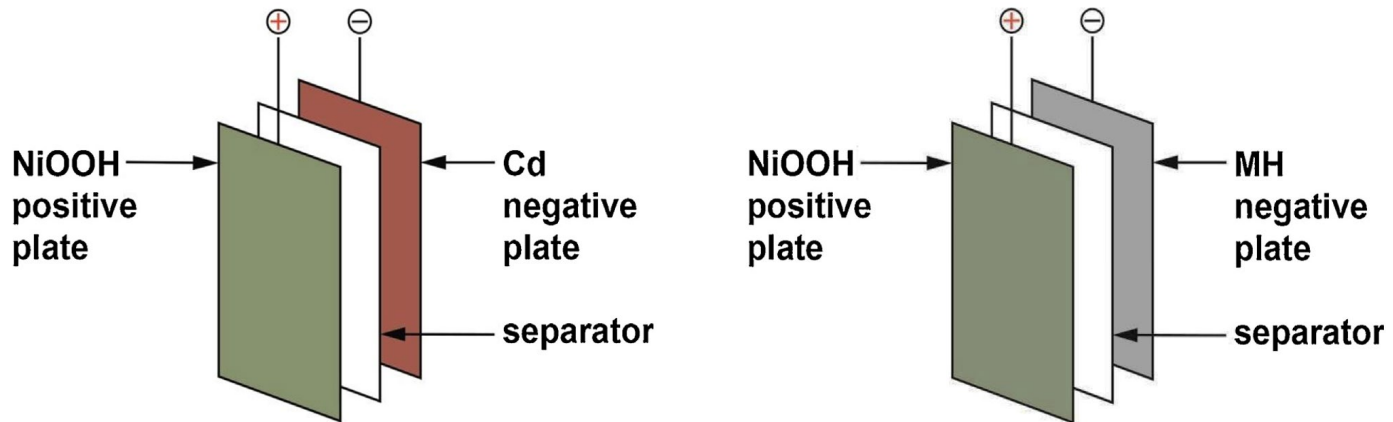 +
−
NiOOH
positive
plate
Cd
negative
plate
separator
+
−
NiOOH
positive
plate
MH
negative
plate
separator